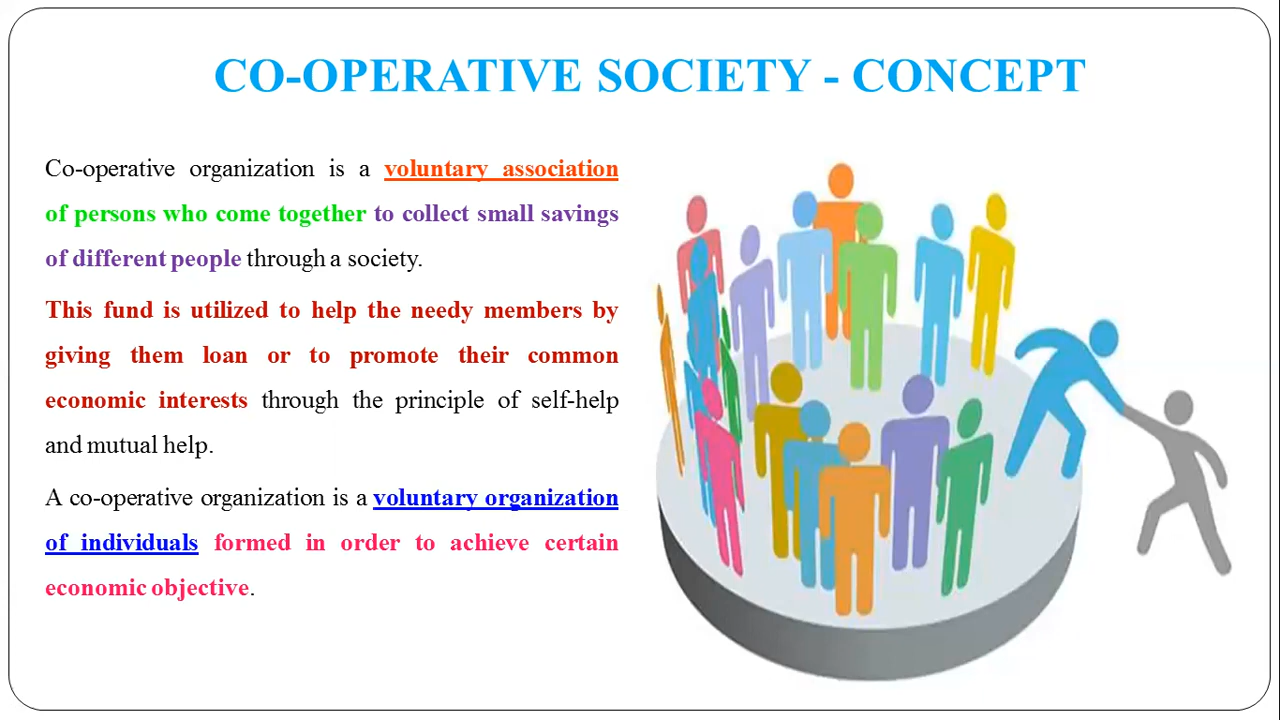 CO-OPERATIVE SOCIETY - CONCEPT
Co-operative organization is a voluntary association
of persons who come together to collect small savings
of different people through a society.
This fund is utilized to help the needy members by
giving them loan or to promote their common
economic interests through the principle of self-help
and mutual help.
A co-operative organization is a voluntary organization
of individuals formed in order to achieve certain
economic objective.